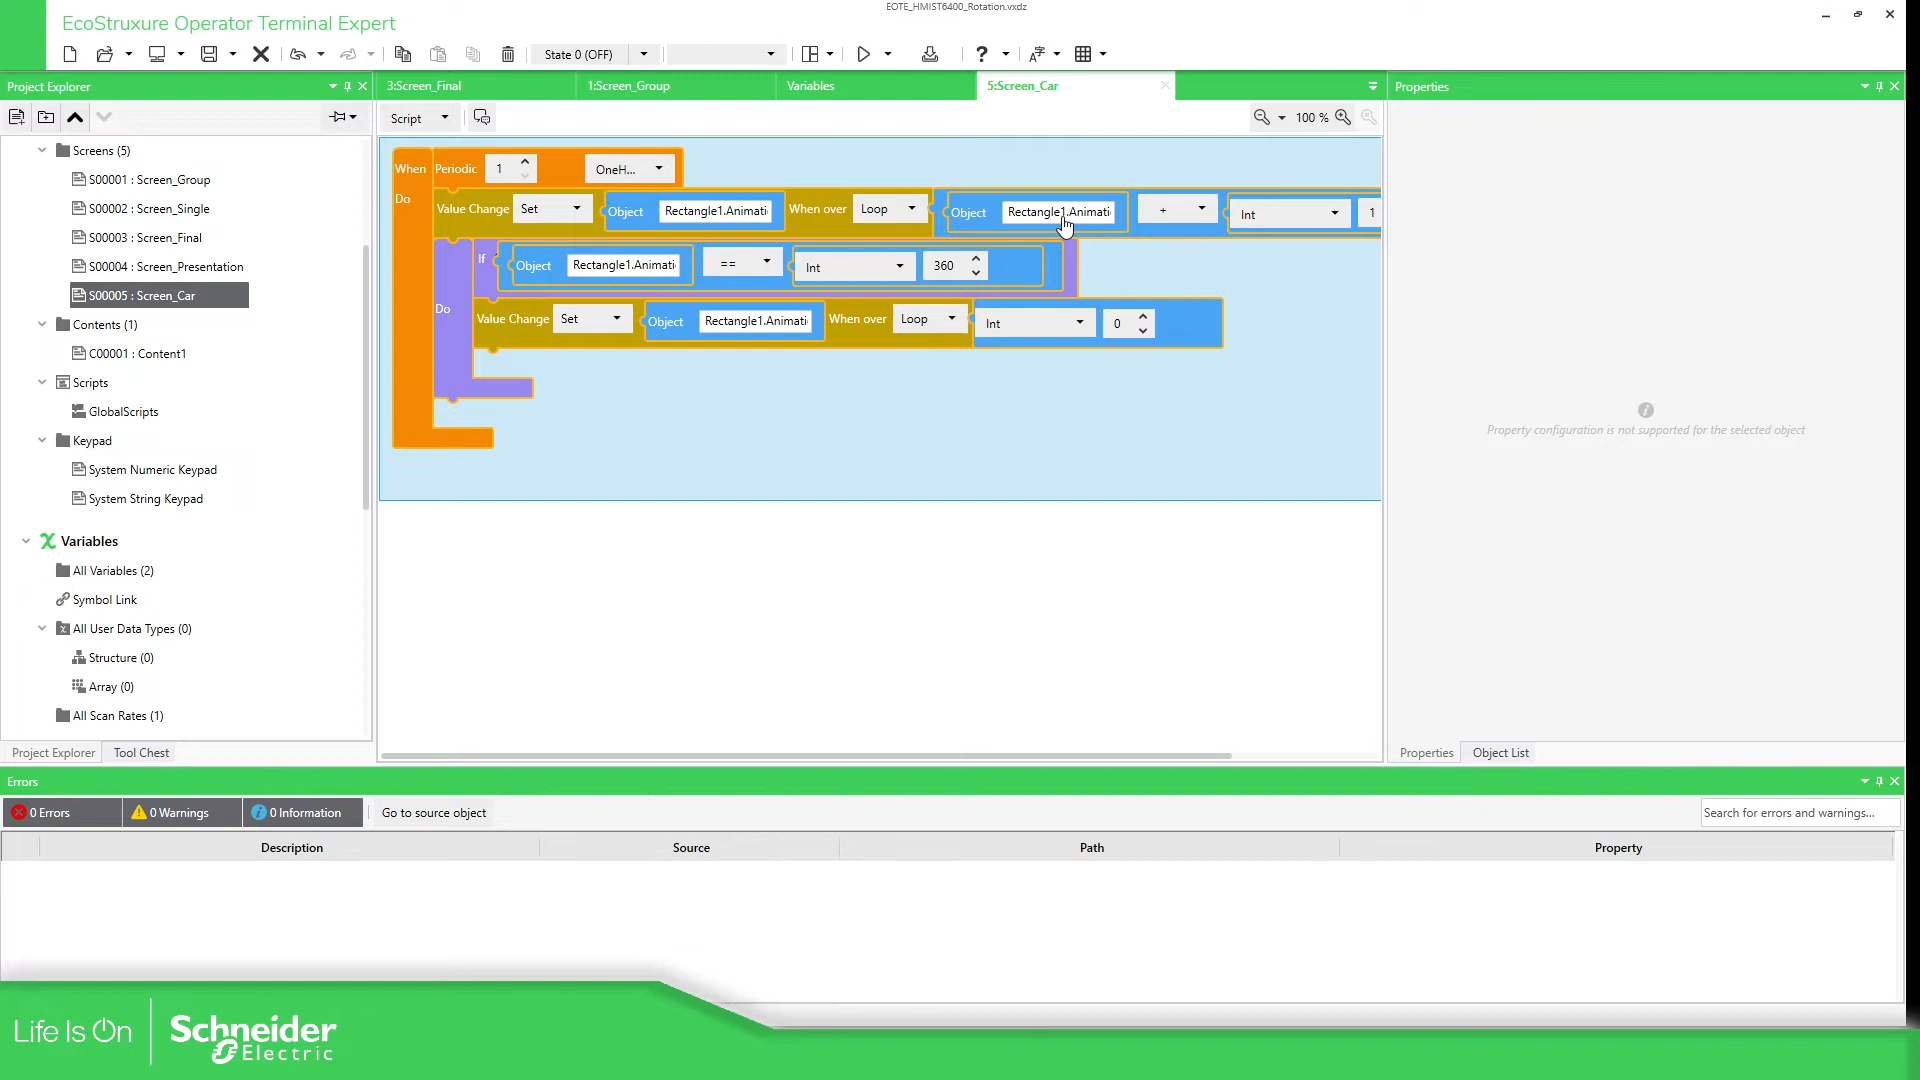 EOTE_HMIST6400_Rotation.vxdz
EcoStruxure Operator Terminal Expert
State 0 (OFF)
Project Explorer
3:Screen_Final
1:Screen_Group
Variables
5:Screen_Car
Properties
Script
100 %
Screens (5)
S00001 : Screen_Group
S00002 : Screen_Single
S00003 : Screen_Final
S00004 : Screen_Presentation
S00005 : Screen_Car
Contents (1)
C00001 : Content1
Scripts
GlobalScripts
Keypad
System Numeric Keypad
System String Keypad
Variables
All Variables (2)
Symbol Link
All User Data Types (0)
Structure (0)
Array (0)
All Scan Rates (1)
When Periodic 1 OneH...
Do
Value Change Set Object Rectangle1.Animati When over Loop Object Rectangle1.Animati + Int 1
If Object Rectangle1.Animati == Int 360
Do
Value Change Set Object Rectangle1.Animati When over Loop Int 0
Property configuration is not supported for the selected object
Project Explorer
Tool Chest
Properties
Object List
Errors
0 Errors
0 Warnings
0 Information
Go to source object
Search for errors and warnings...
Description
Source
Path
Property
Life Is On
Schneider
Electric